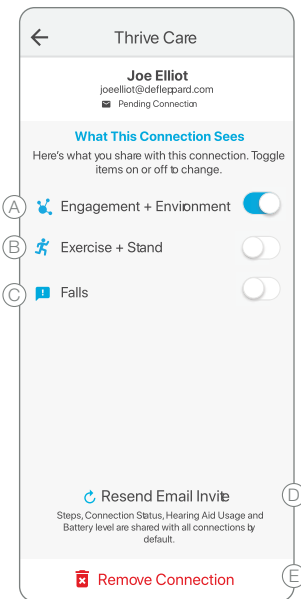 Thrive Care
Joe Elliot
joeelliot@defleppard.com
Pending Connection
What This Connection Sees
Here's what you share with this connection. Toggle
items on or off to change.
A Engagement + Environment
B Exercise + Stand
C Falls
Resend Email Invite D
Steps, Connection Status, Hearing Aid Usage and
Battery level are shared with all connections by
default.
Remove Connection E